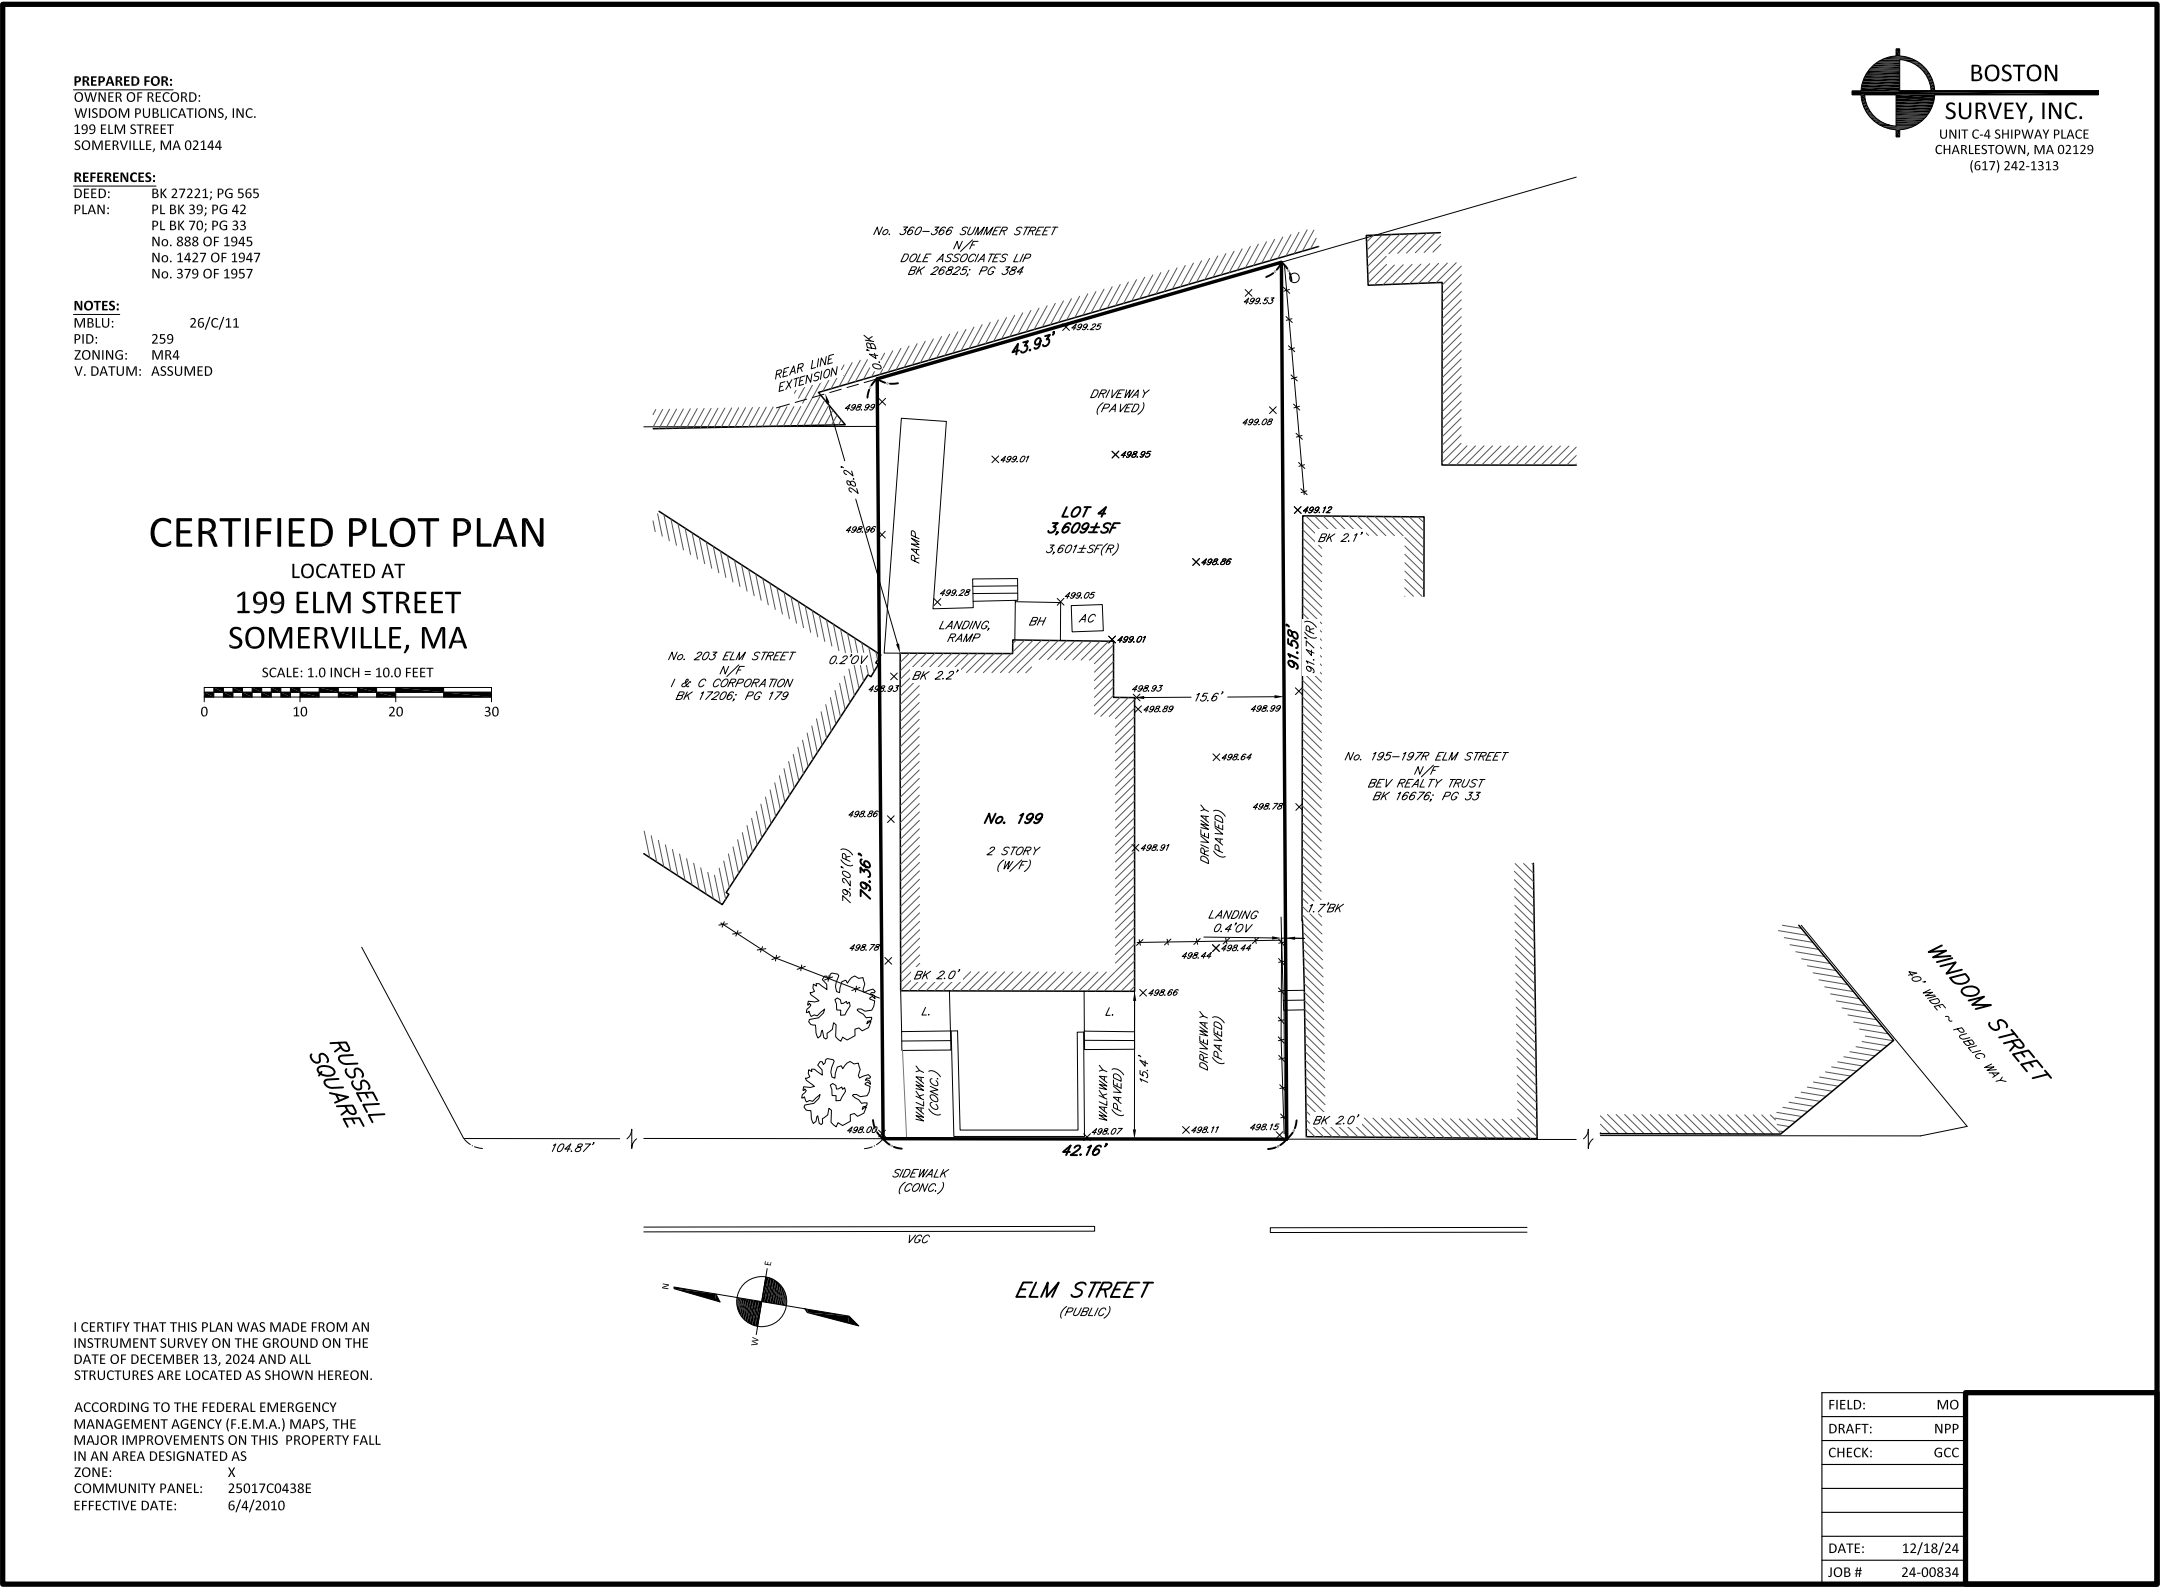 PREPARED FOR:
OWNER OF RECORD:
WISDOM PUBLICATIONS, INC.
199 ELM STREET
SOMERVILLE, MA 02144
REFERENCES:
DEED: BK 27221; PG 565
PLAN: PL BK 39; PG 42
PL BK 70; PG 33
No. 888 OF 1945
No. 1427 OF 1947
No. 379 OF 1957
NOTES:
MBLU: 26/C/11
PID: 259
ZONING: MR4
V. DATUM: ASSUMED
BOSTON
SURVEY, INC.
UNIT C-4 SHIPWAY PLACE
CHARLESTOWN, MA 02129
(617) 242-1313
CERTIFIED PLOT PLAN
LOCATED AT
199 ELM STREET
SOMERVILLE, MA
SCALE: 1.0 INCH = 10.0 FEET
0 10 20 30
No. 360-366 SUMMER STREET
N/F
DOLE ASSOCIATES LIP
BK 26825; PG 384
499.53
499.25
43.93'
0.4'BK
REAR LINE
EXTENSION
498.99
DRIVEWAY
(PAVED)
499.08
499.01
498.95
28.2'
LOT 4
3,609±SF
3,601±SF(R)
499.12
498.96
RAMP
BK 2.1'
498.86
499.28
499.05
LANDING,
RAMP
BH
AC
499.01
91.58'
91.47'(R)
No. 203 ELM STREET
N/F
I & C CORPORATION
BK 17206; PG 179
0.2'OV
498.93
BK 2.2'
498.93
15.6'
498.89
498.99
498.64
No. 195-197R ELM STREET
N/F
BEV REALTY TRUST
BK 16676; PG 33
498.86
498.78
No. 199
2 STORY
(W/F)
DRIVEWAY
(PAVED)
498.91
79.20'(R)
79.36'
LANDING
0.4'OV
1.7'BK
498.78
498.44
498.44
BK 2.0'
498.66
L.
L.
DRIVEWAY
(PAVED)
15.4'
WALKWAY
(CONC.)
WALKWAY
(PAVED)
498.00
498.07
498.11
498.15
BK 2.0'
RUSSELL
SQUARE
104.87'
42.16'
WINDOM STREET
40' WIDE ~ PUBLIC WAY
SIDEWALK
(CONC.)
VGC
N
E
W
ELM STREET
(PUBLIC)
I CERTIFY THAT THIS PLAN WAS MADE FROM AN
INSTRUMENT SURVEY ON THE GROUND ON THE
DATE OF DECEMBER 13, 2024 AND ALL
STRUCTURES ARE LOCATED AS SHOWN HEREON.
ACCORDING TO THE FEDERAL EMERGENCY
MANAGEMENT AGENCY (F.E.M.A.) MAPS, THE
MAJOR IMPROVEMENTS ON THIS PROPERTY FALL
IN AN AREA DESIGNATED AS
ZONE: X
COMMUNITY PANEL: 25017C0438E
EFFECTIVE DATE: 6/4/2010
FIELD: MO
DRAFT: NPP
CHECK: GCC
DATE: 12/18/24
JOB # 24-00834